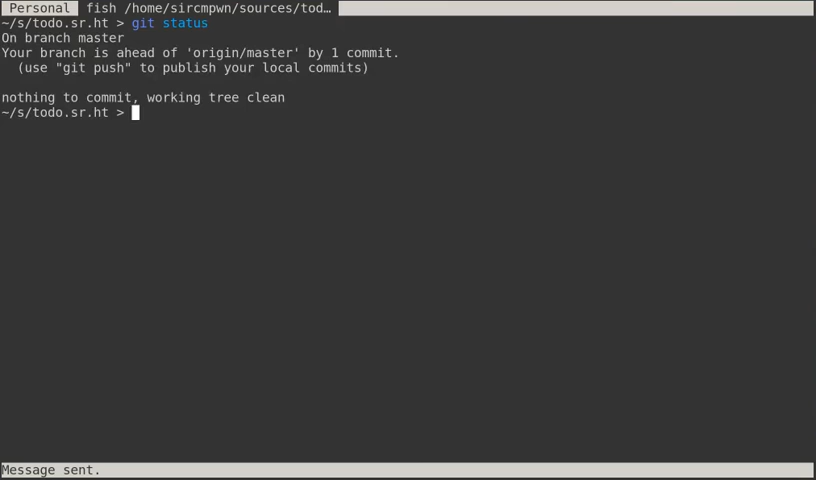 Personal fish /home/sircmpwn/sources/tod…
~/s/todo.sr.ht > git status
On branch master
Your branch is ahead of 'origin/master' by 1 commit.
  (use "git push" to publish your local commits)

nothing to commit, working tree clean
~/s/todo.sr.ht >
Message sent.